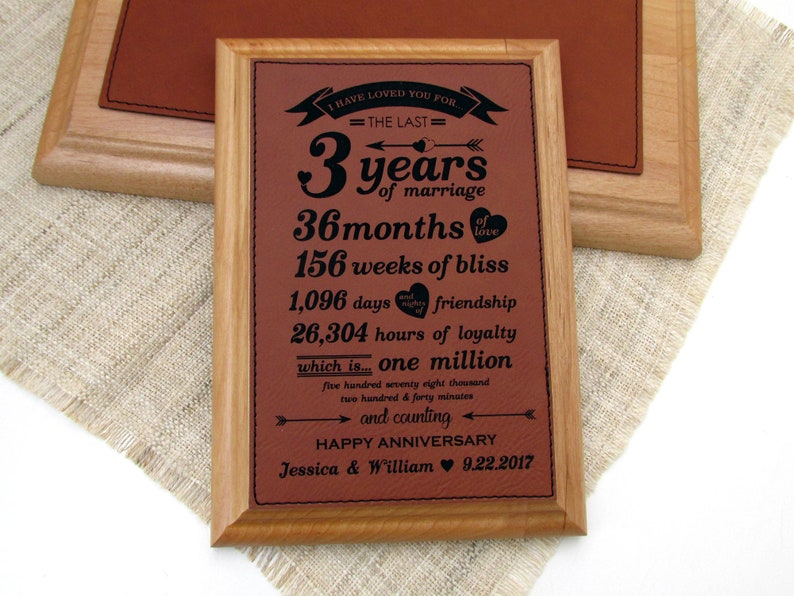 I HAVE LOVED YOU FOR...
THE LAST
3 years
of marriage
36 months of love
156 weeks of bliss
1,096 days and nights of friendship
26,304 hours of loyalty
which is... one million
five hundred seventy eight thousand
two hundred & forty minutes
and counting
HAPPY ANNIVERSARY
Jessica & William ♥ 9.22.2017